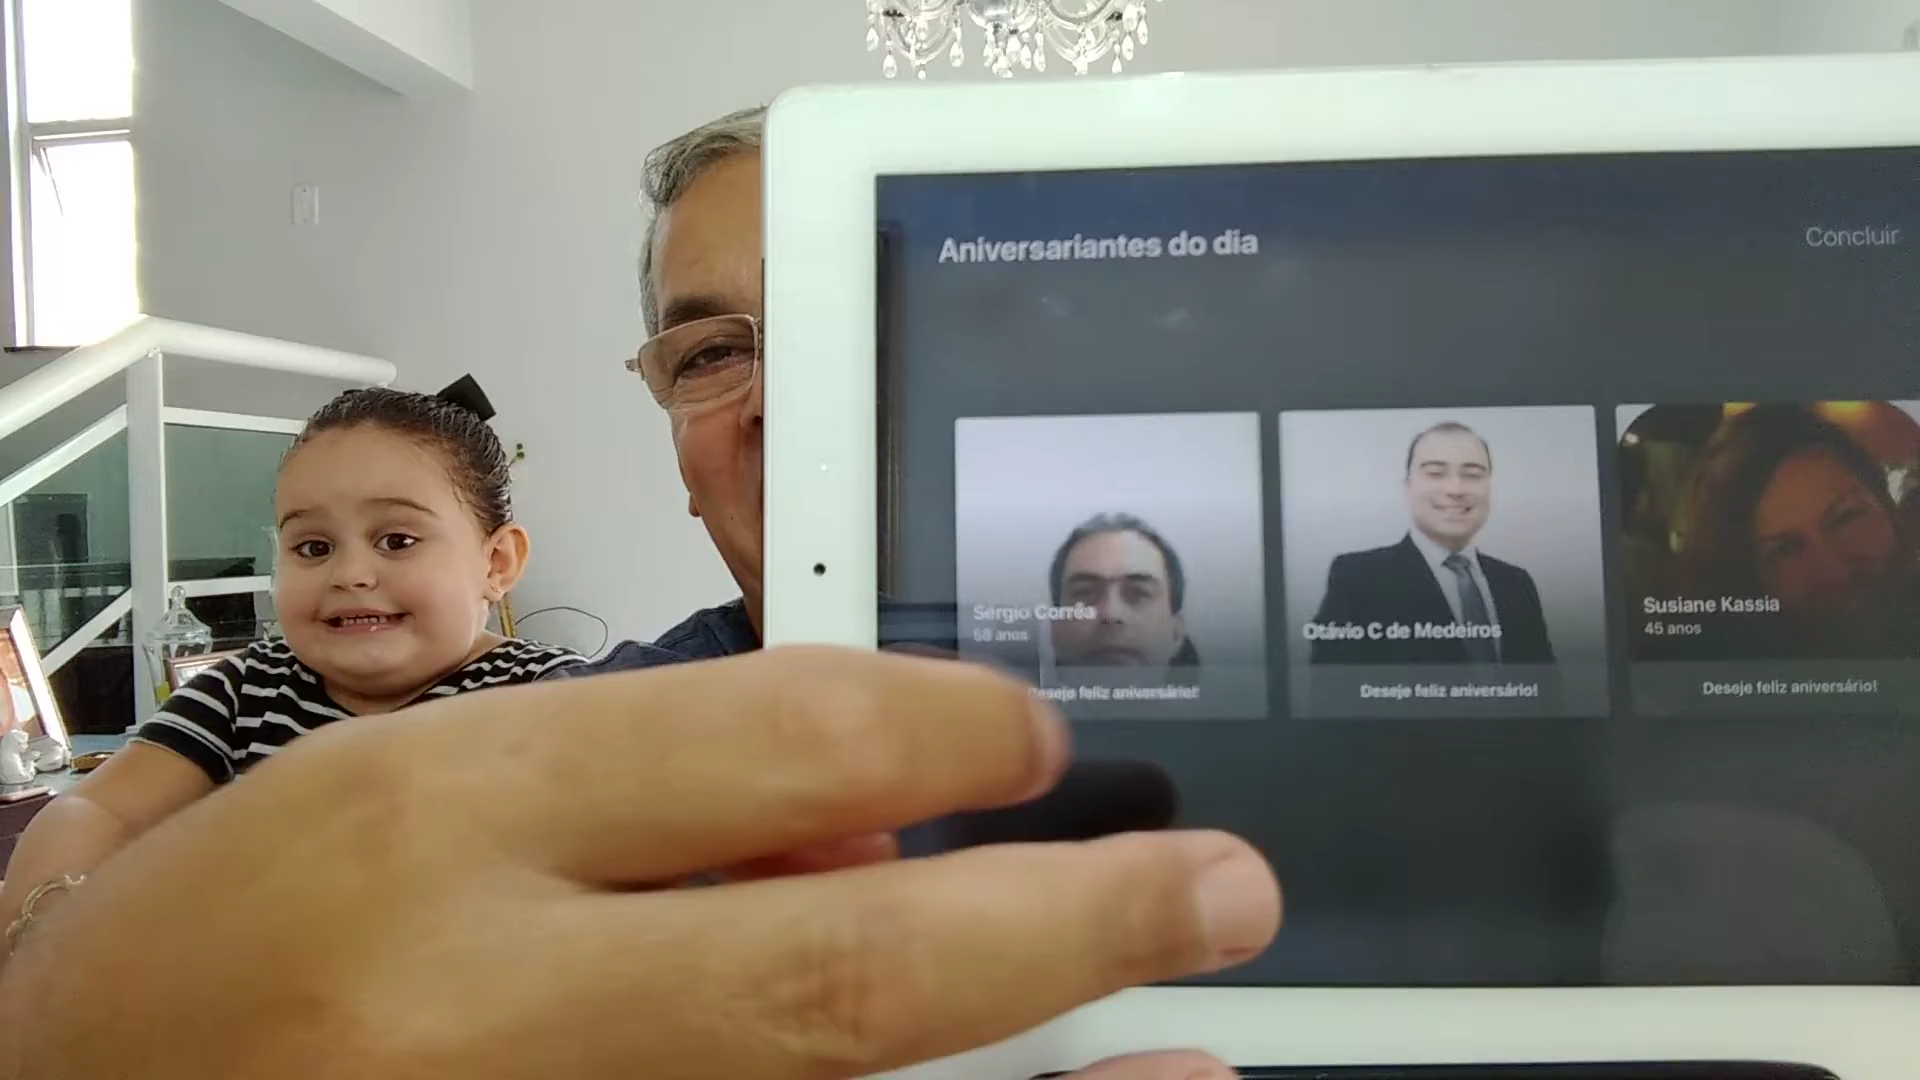 Aniversariantes do dia
Concluir
Sérgio Corrêa
68 anos
Deseje feliz aniversário!
Otávio C de Medeiros
Deseje feliz aniversário!
Susiane Kassia
45 anos
Deseje feliz aniversário!